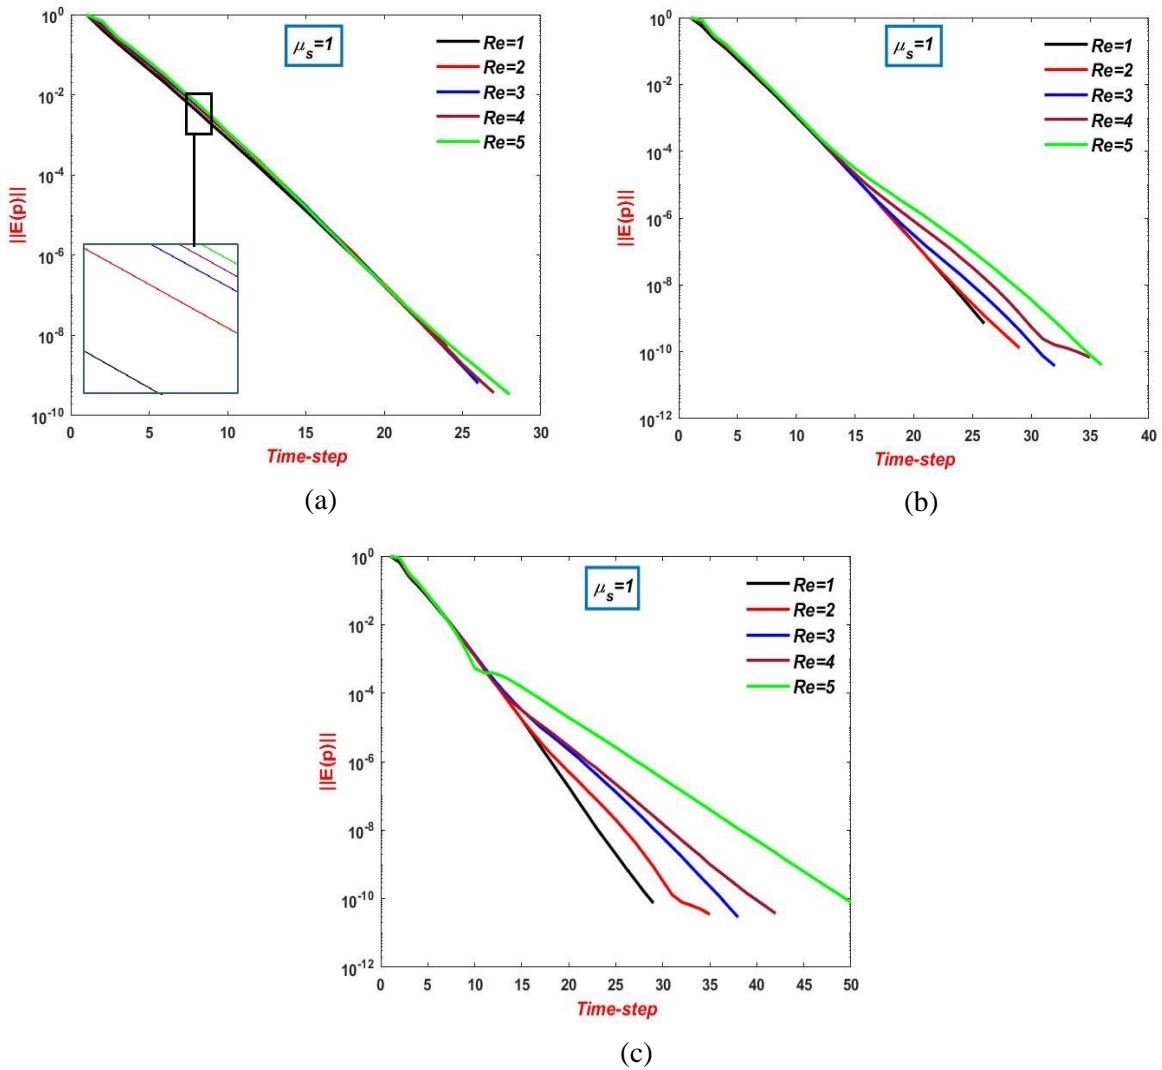 μs=1
Re=1
Re=2
Re=3
Re=4
Re=5
||E(p)||
10^0
10^-2
10^-4
10^-6
10^-8
10^-10
0 5 10 15 20 25 30
Time-step
(a)
μs=1
Re=1
Re=2
Re=3
Re=4
Re=5
||E(p)||
10^0
10^-2
10^-4
10^-6
10^-8
10^-10
10^-12
0 5 10 15 20 25 30 35 40
Time-step
(b)
μs=1
Re=1
Re=2
Re=3
Re=4
Re=5
||E(p)||
10^0
10^-2
10^-4
10^-6
10^-8
10^-10
10^-12
0 5 10 15 20 25 30 35 40 45 50
Time-step
(c)